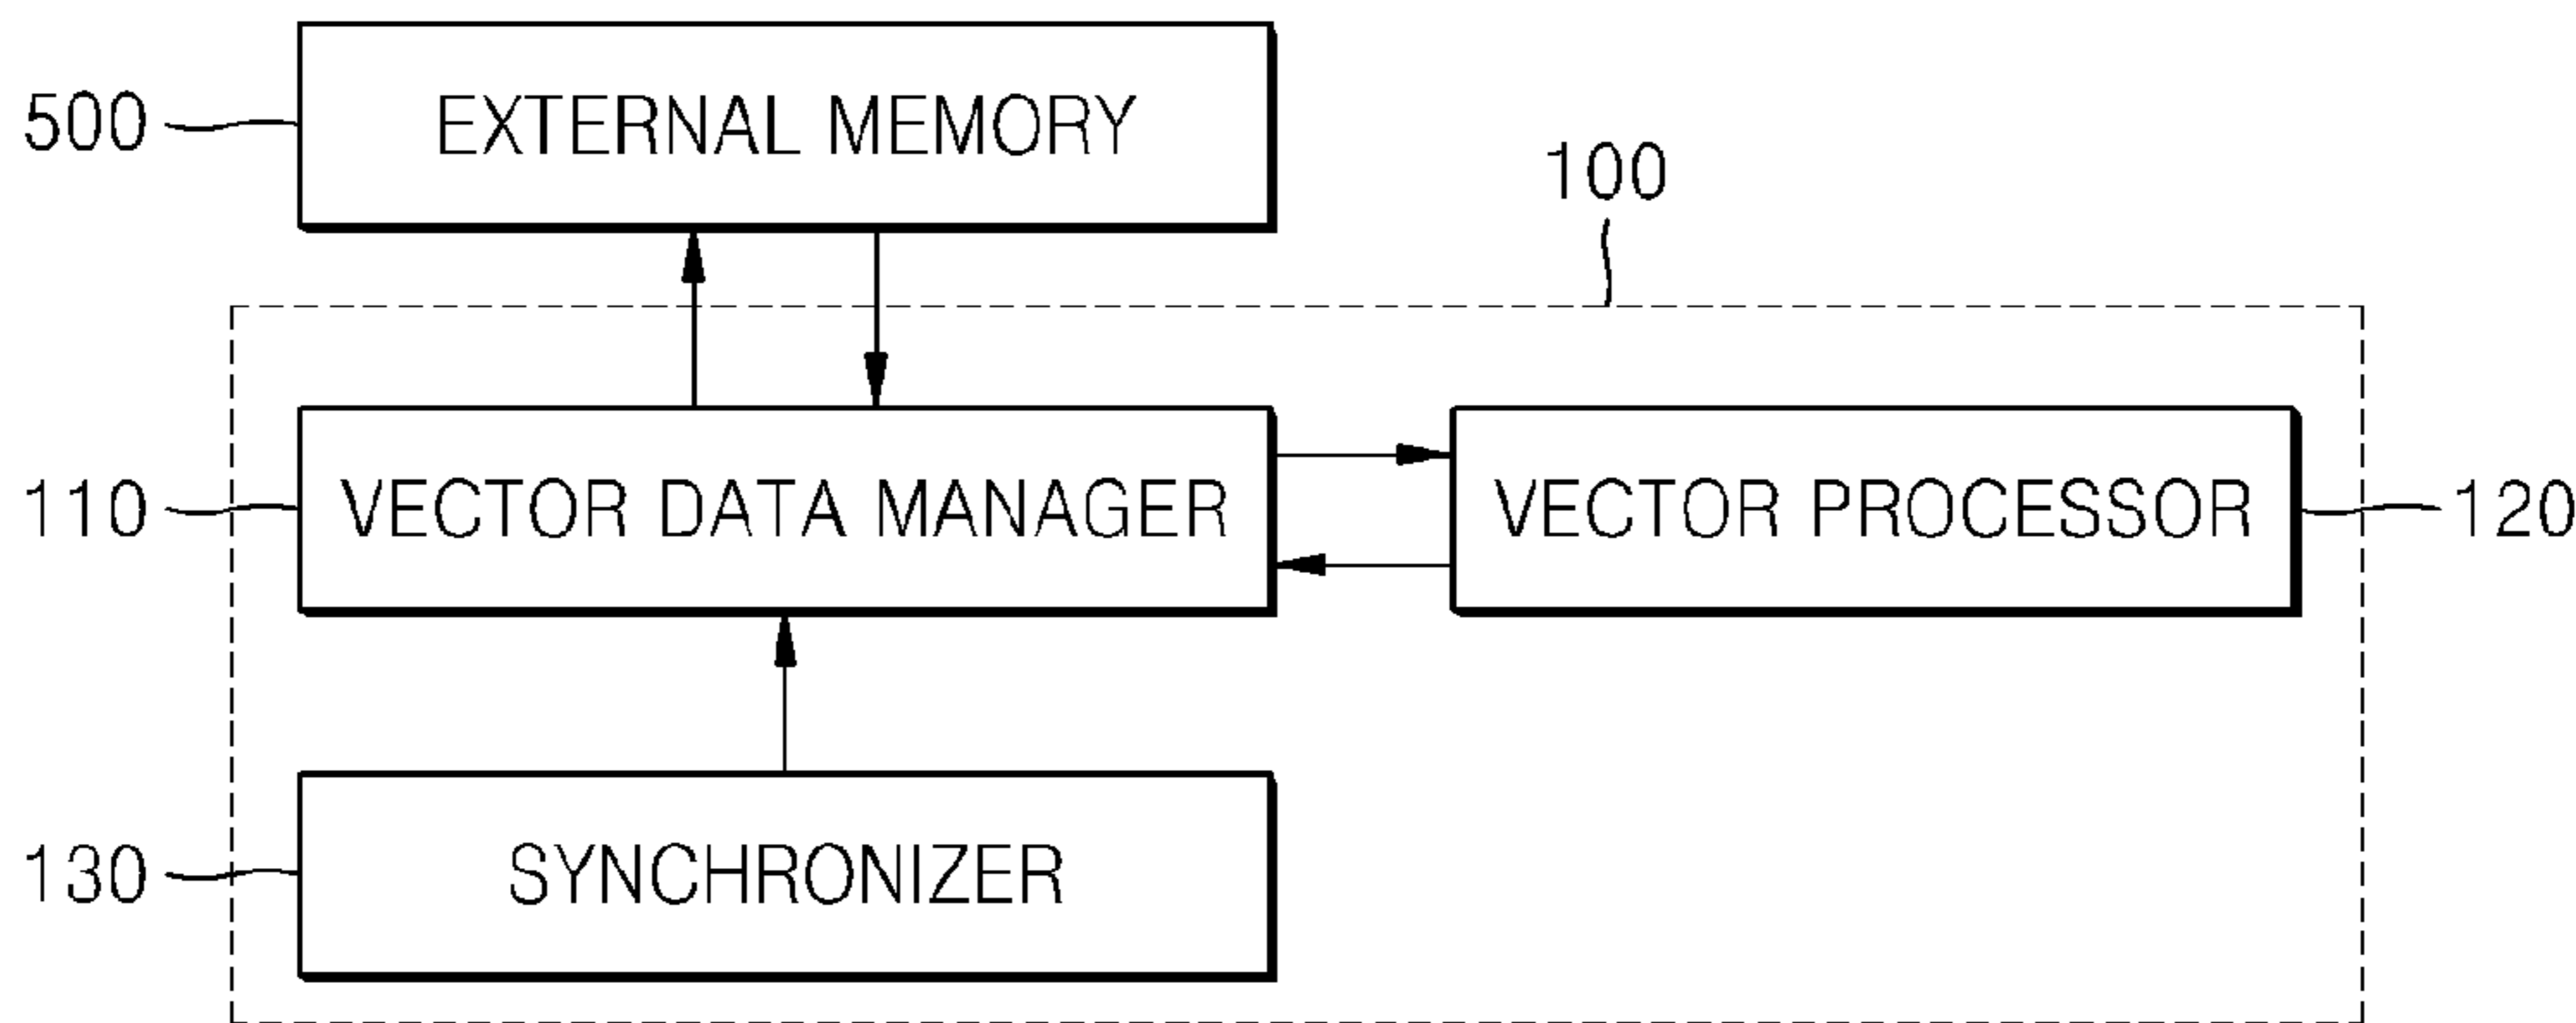 500
EXTERNAL MEMORY
100
110
VECTOR DATA MANAGER
VECTOR PROCESSOR
120
130
SYNCHRONIZER